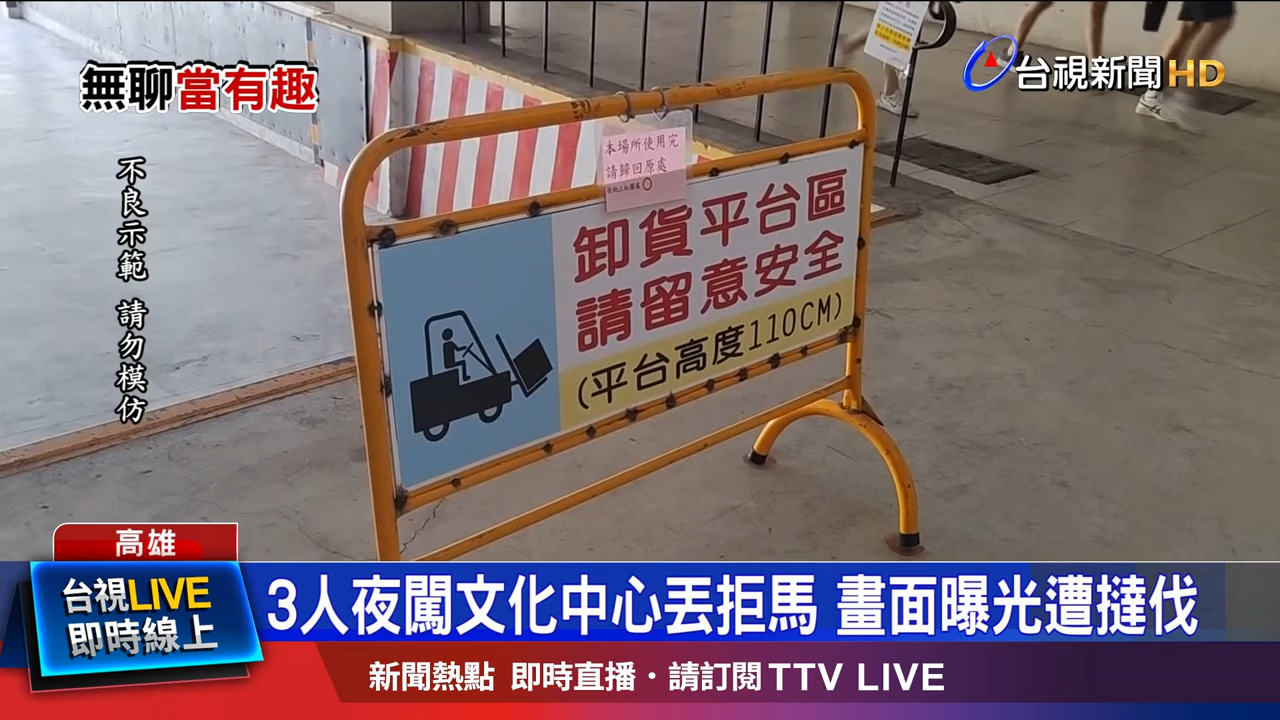 無聊當有趣
台視新聞HD
不良示範 請勿模仿
本場所使用完
請歸回原處
卸貨平台區
請留意安全
(平台高度110CM)
高雄
台視LIVE
即時線上
3人夜闖文化中心丟拒馬 畫面曝光遭撻伐
新聞熱點 即時直播・請訂閱TTV LIVE